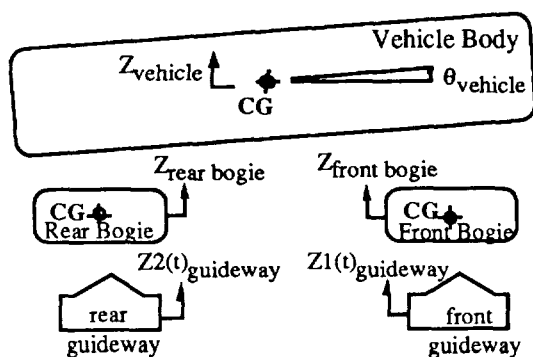 Vehicle Body
Zvehicle
θvehicle
CG
Zrear bogie
Zfront bogie
CG
Rear Bogie
CG
Front Bogie
Z2(t)guideway
Z1(t)guideway
rear
guideway
front
guideway